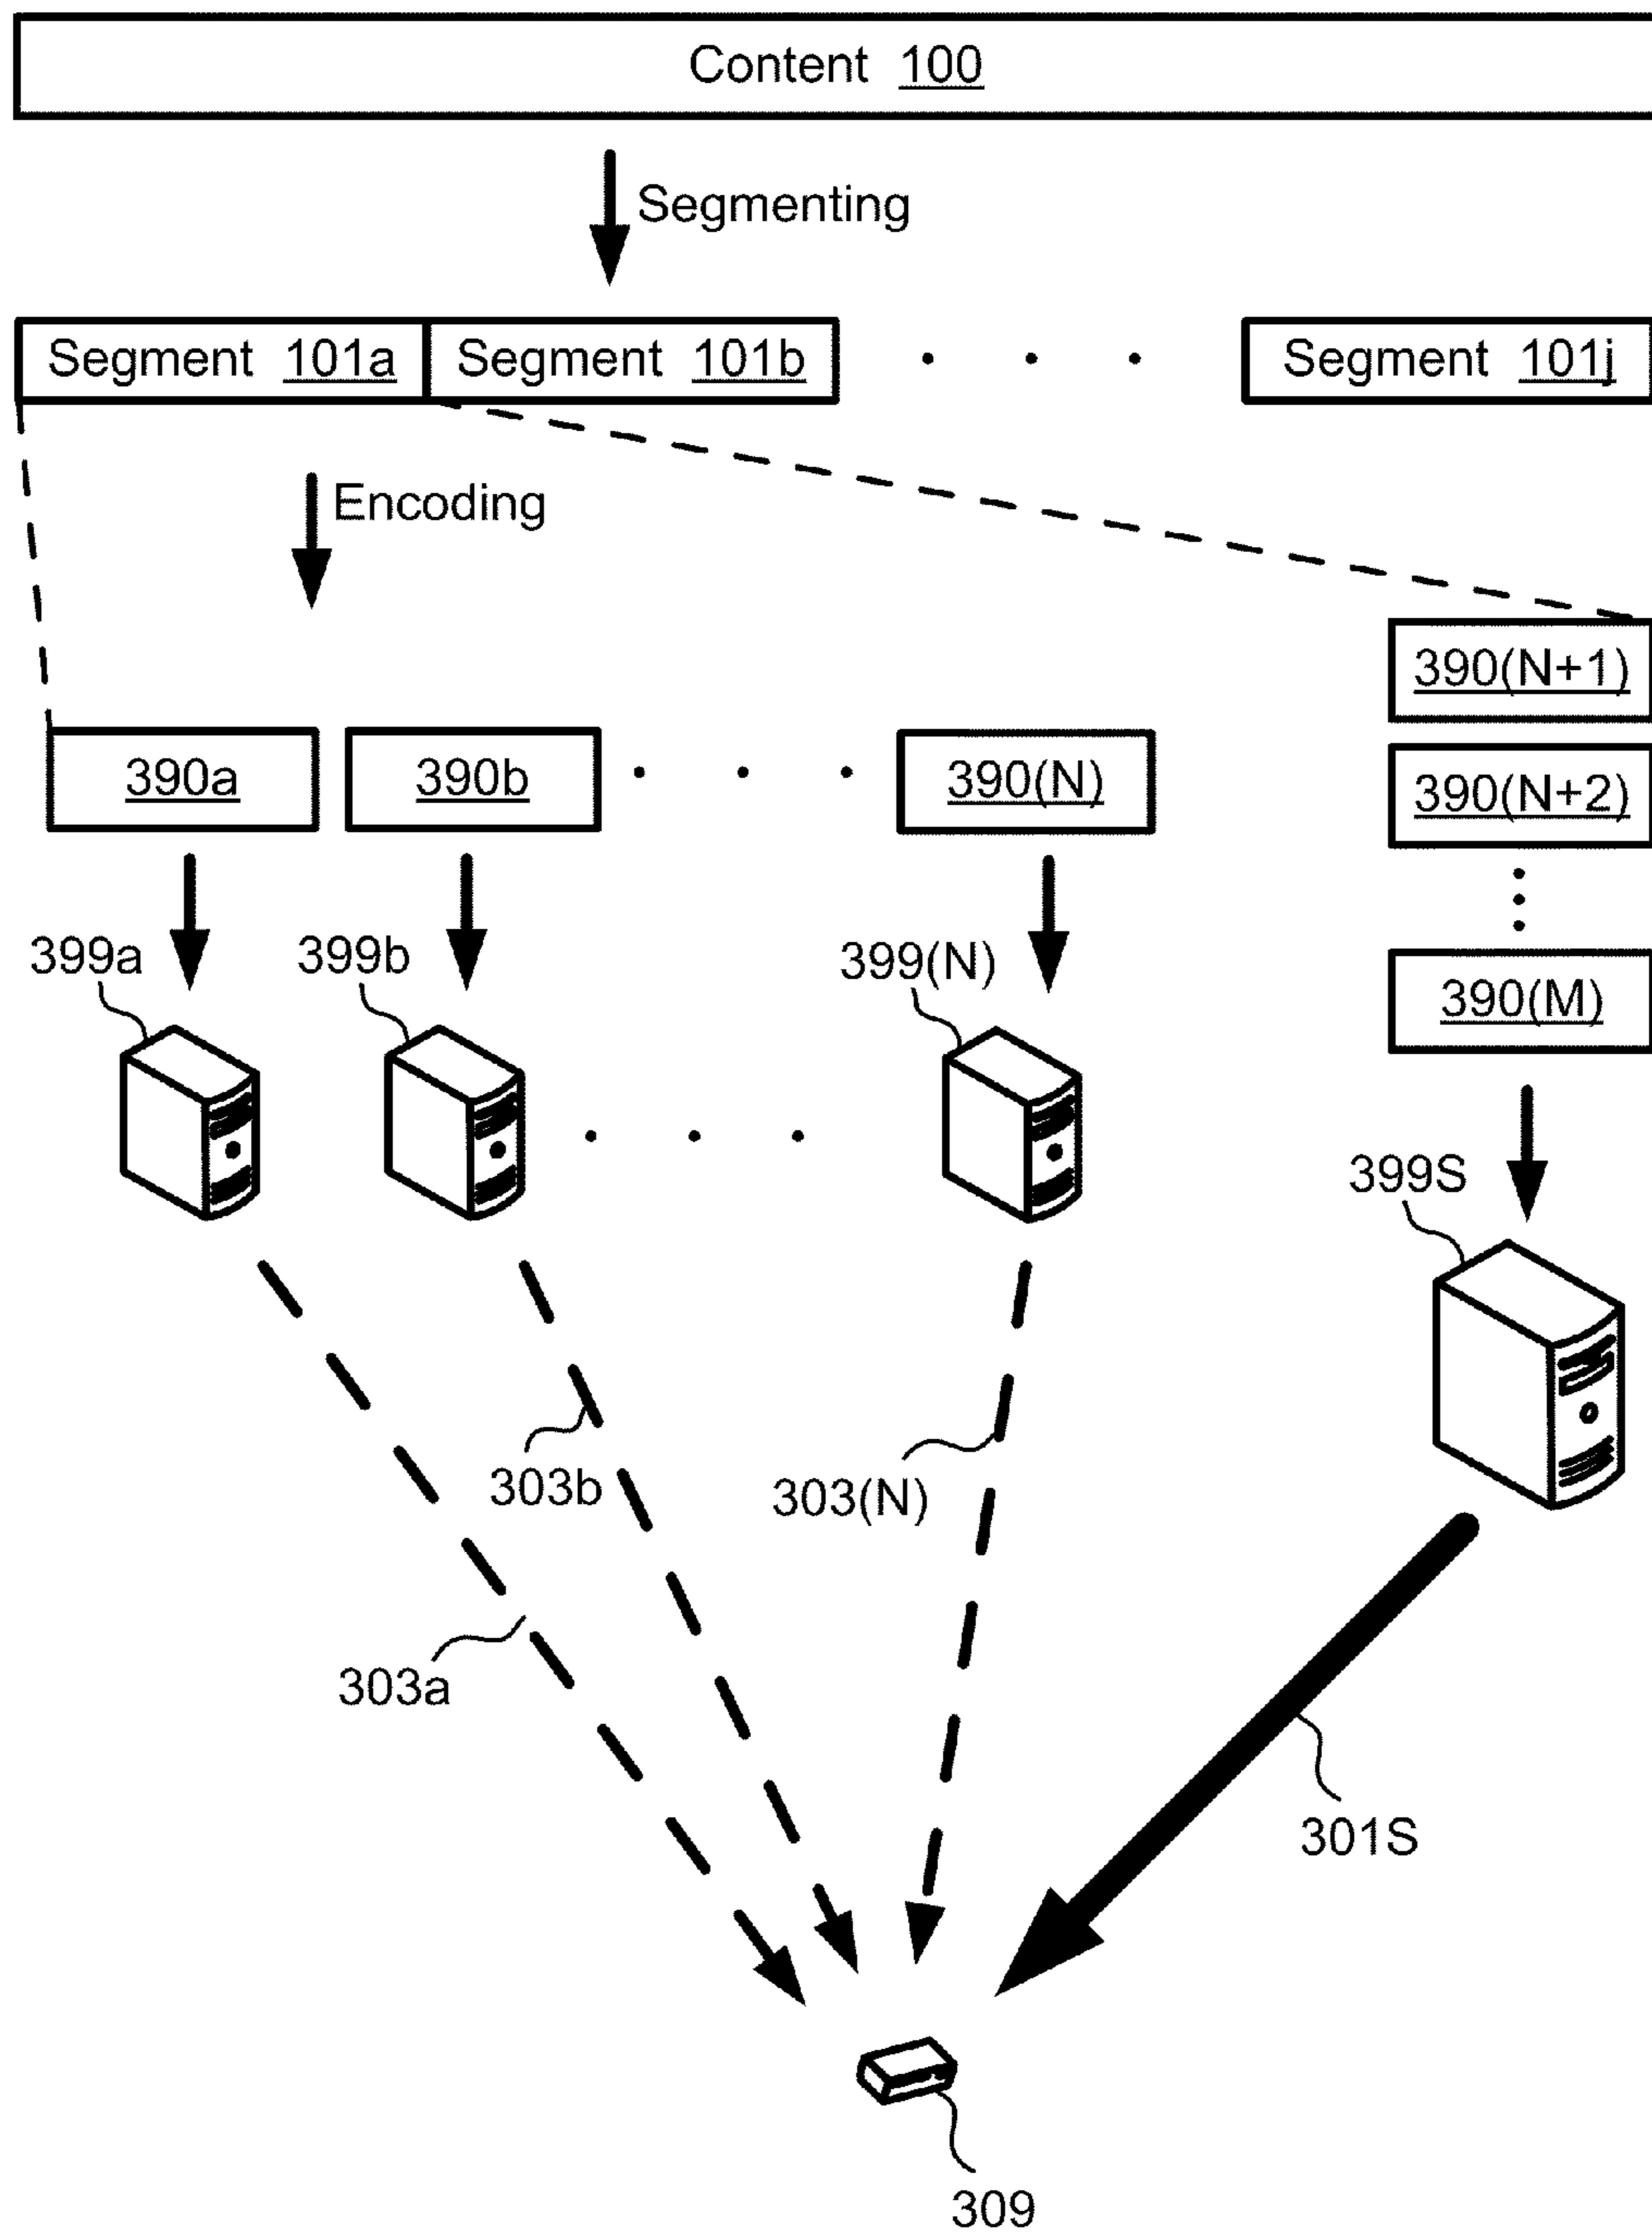 Content 100
Segmenting
Segment 101a
Segment 101b
Segment 101j
Encoding
390(N+1)
390a
390b
390(N)
390(N+2)
390(M)
399a
399b
399(N)
399S
303b
303(N)
303a
301S
309